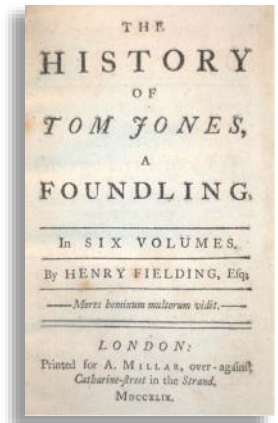 THE
HISTORY
OF
TOM JONES,
A
FOUNDLING.
In SIX VOLUMES.
By HENRY FIELDING, Esq;
—Mores hominum multorum vidit.—
LONDON:
Printed for A. MILLAR, over-against
Catharine-ſtreet in the Strand.
MDCCXLIX.